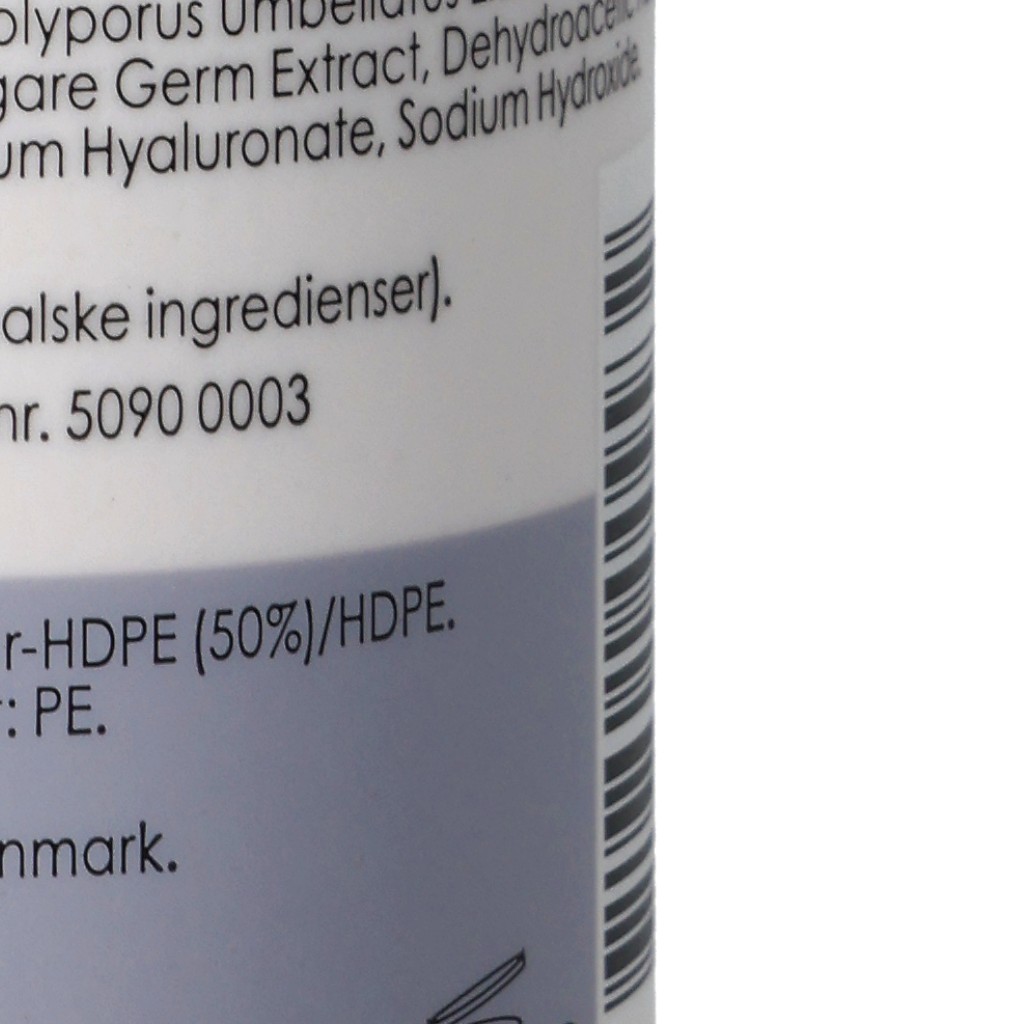 olyporus Umbellatus
gare Germ Extract, Dehydroacetic
um Hyaluronate, Sodium Hydroxide.
alske ingredienser).
nr. 5090 0003
r-HDPE (50%)/HDPE.
: PE.
nmark.